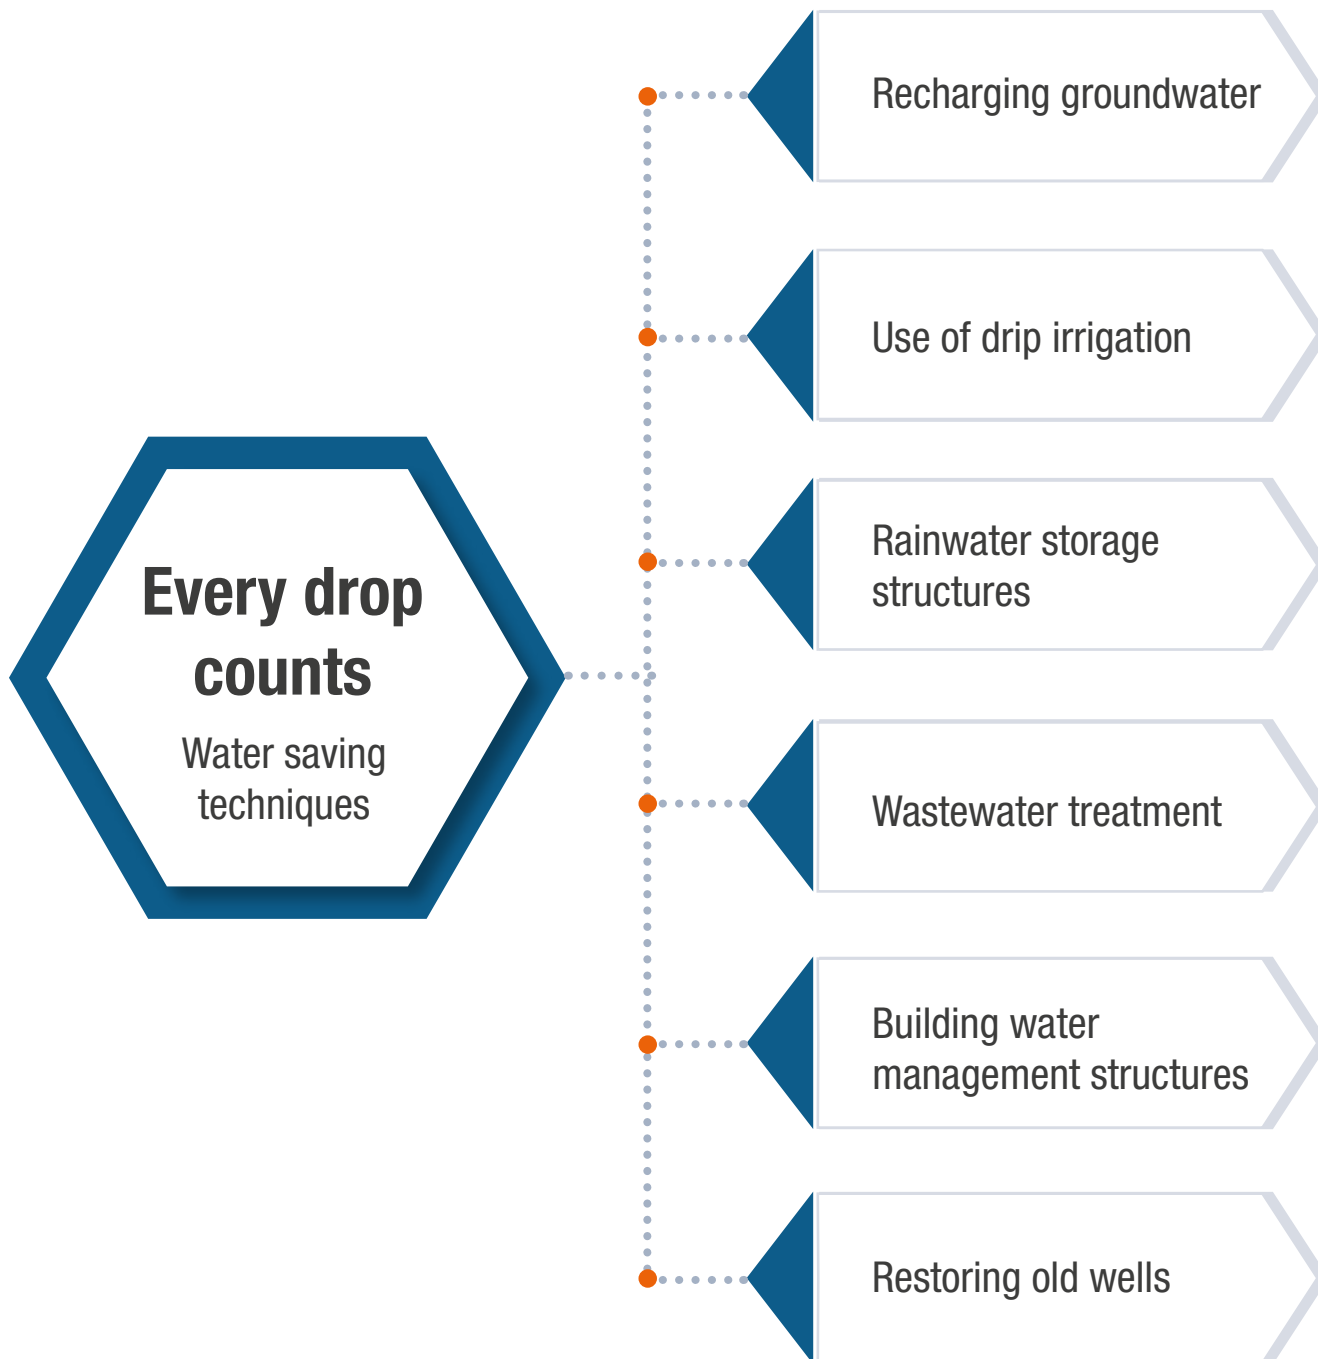 Every drop
counts
Water saving
techniques
Recharging groundwater
Use of drip irrigation
Rainwater storage
structures
Wastewater treatment
Building water
management structures
Restoring old wells